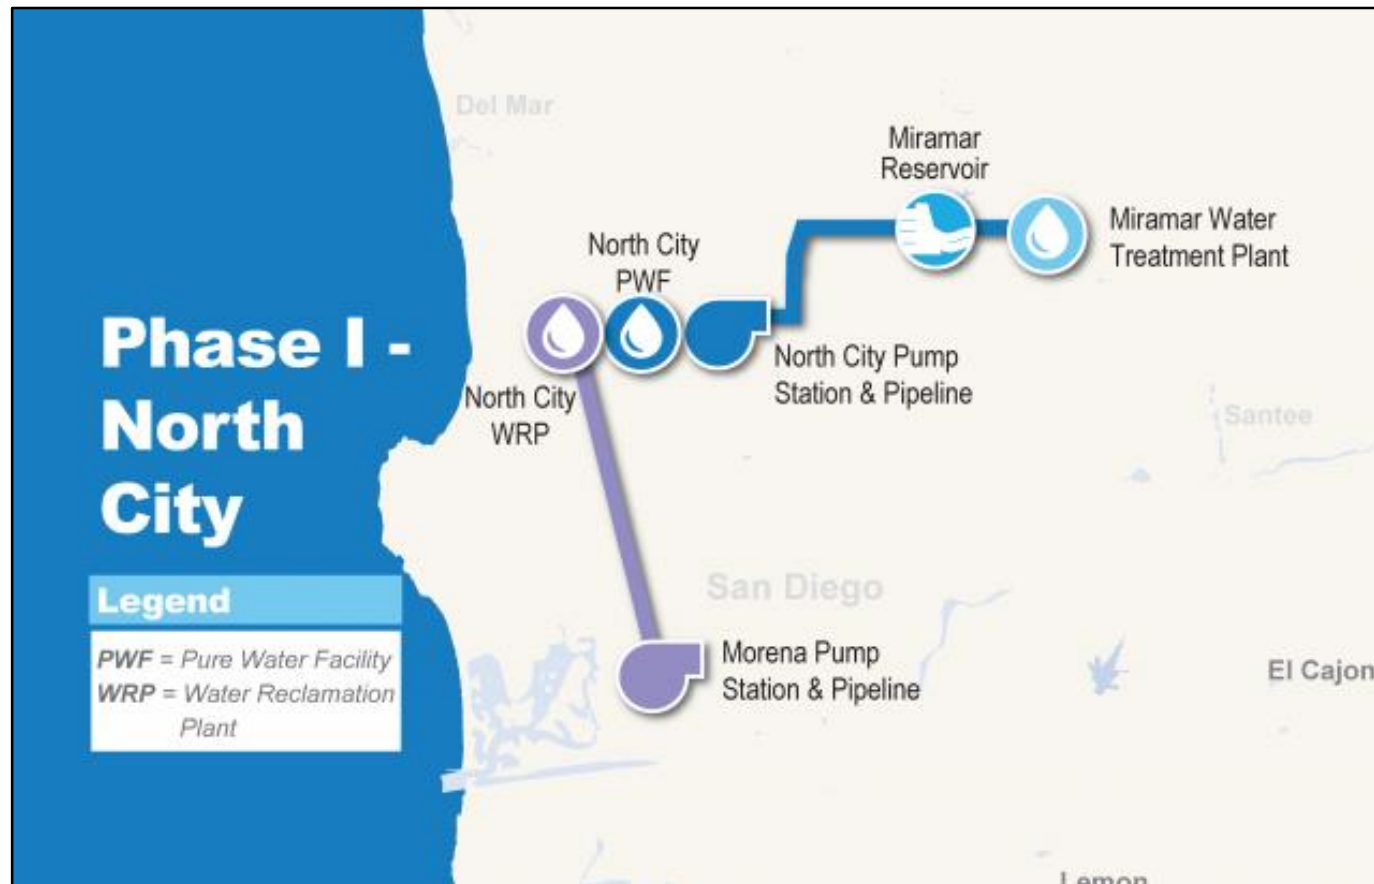 Del Mar
Miramar
Reservoir
Miramar Water
Treatment Plant
North City
PWF
Phase I -
North
City
North City Pump
Station & Pipeline
North City
WRP
Santee
San Diego
Legend
PWF = Pure Water Facility
WRP = Water Reclamation
Plant
Morena Pump
Station & Pipeline
El Cajon
Lemon